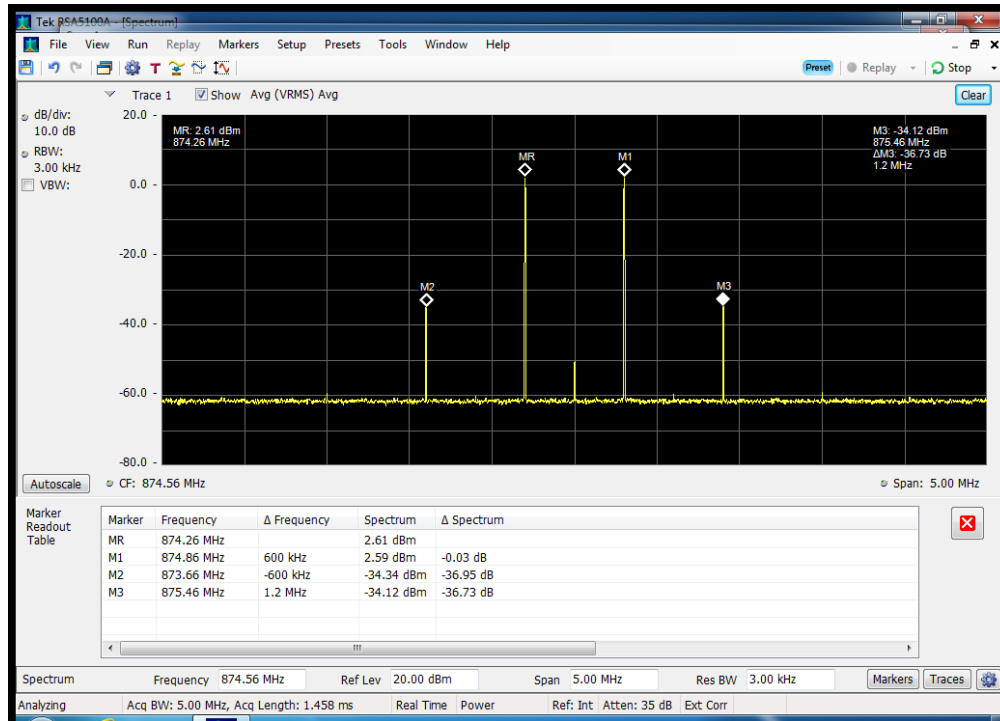 Tek RSA5100A - [Spectrum]
File View Run Replay Markers Setup Presets Tools Window Help
T Preset Replay Stop
Trace 1 Show Avg (VRMS) Avg Clear
dB/div:
10.0 dB
RBW:
3.00 kHz
VBW:
20.0
0.0
-20.0
-40.0
-60.0
-80.0
MR: 2.61 dBm
874.26 MHz
M3: -34.12 dBm
875.46 MHz
ΔM3: -36.73 dB
1.2 MHz
MR M1
M2 M3
Autoscale CF: 874.56 MHz Span: 5.00 MHz
Marker
Readout
Table
Marker Frequency Δ Frequency Spectrum Δ Spectrum
MR 874.26 MHz 2.61 dBm
M1 874.86 MHz 600 kHz 2.59 dBm -0.03 dB
M2 873.66 MHz -600 kHz -34.34 dBm -36.95 dB
M3 875.46 MHz 1.2 MHz -34.12 dBm -36.73 dB
Spectrum Frequency 874.56 MHz Ref Lev 20.00 dBm Span 5.00 MHz Res BW 3.00 kHz Markers Traces
Analyzing Acq BW: 5.00 MHz, Acq Length: 1.458 ms Real Time Power Ref: Int Atten: 35 dB Ext Corr